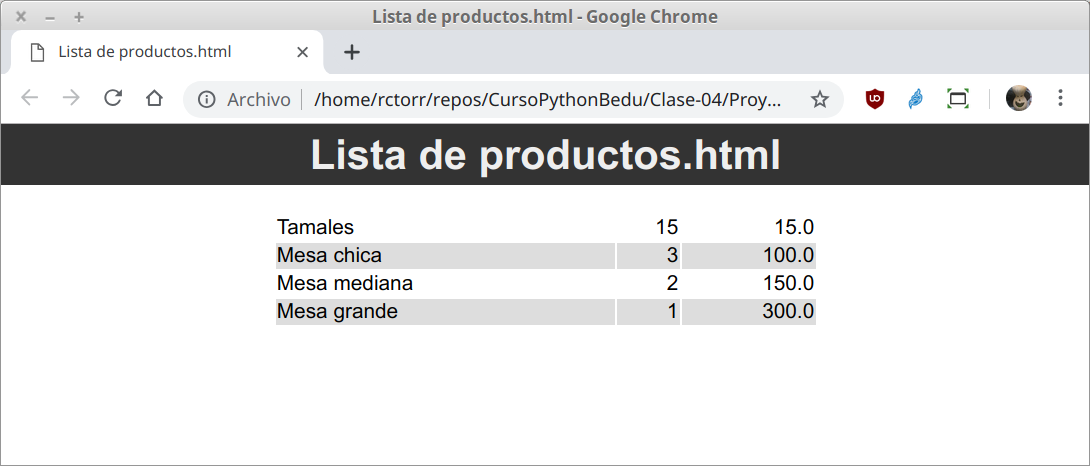 Lista de productos.html - Google Chrome
Lista de productos.html
Archivo /home/rctorr/repos/CursoPythonBedu/Clase-04/Proy...
Lista de productos.html
Tamales 15 15.0
Mesa chica 3 100.0
Mesa mediana 2 150.0
Mesa grande 1 300.0